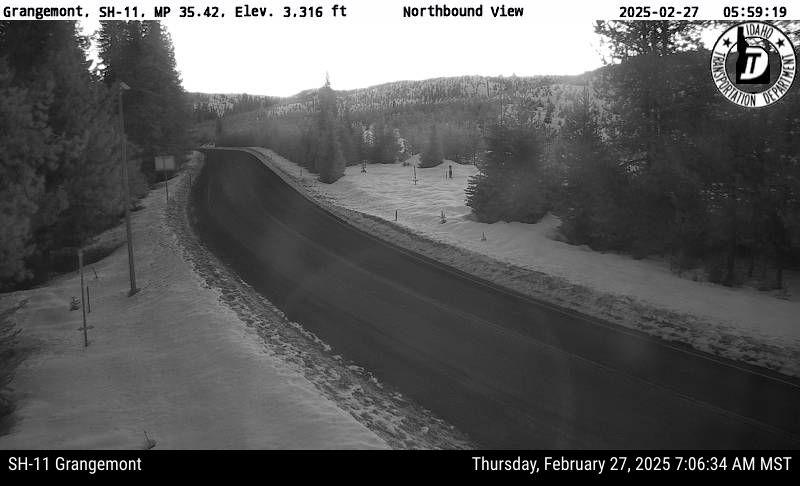 Grangemont, SH-11, MP 35.42, Elev. 3,316 ft Northbound View 2025-02-27 05:59:19
IDAHO TRANSPORTATION DEPARTMENT
SH-11 Grangemont Thursday, February 27, 2025 7:06:34 AM MST